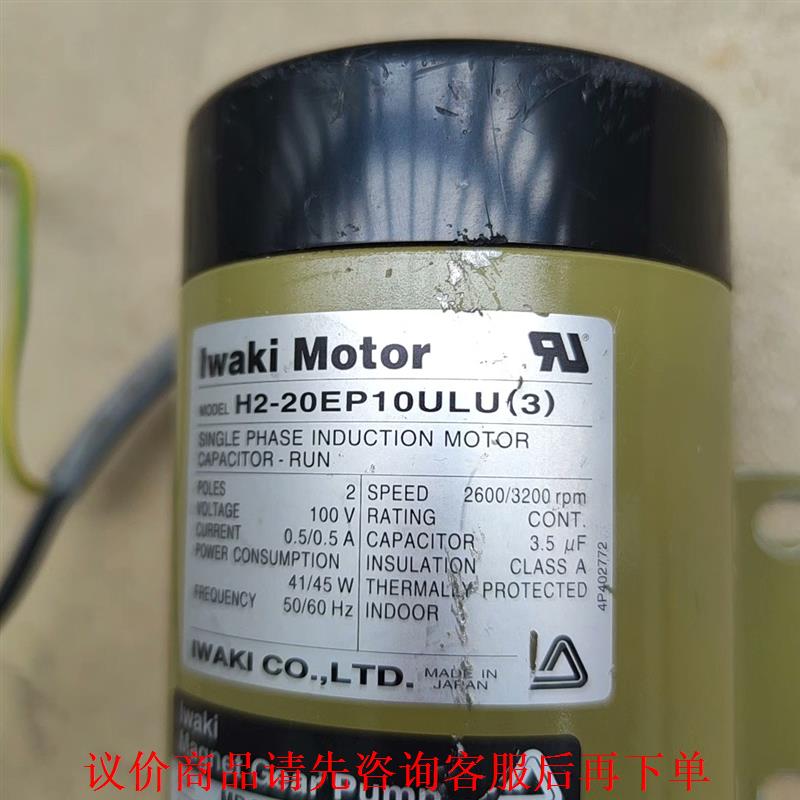 Iwaki Motor
MODEL H2-20EP10ULU(3)
SINGLE PHASE INDUCTION MOTOR
CAPACITOR - RUN
POLES 2 SPEED 2600/3200 rpm
VOLTAGE 100 V RATING CONT.
CURRENT 0.5/0.5 A CAPACITOR 3.5 μF
POWER CONSUMPTION INSULATION CLASS A
41/45 W THERMALLY PROTECTED
FREQUENCY 50/60 Hz INDOOR
4P402772
IWAKI CO.,LTD. MADE IN JAPAN
Iwaki
Pump
议价商品请先咨询客服后再下单